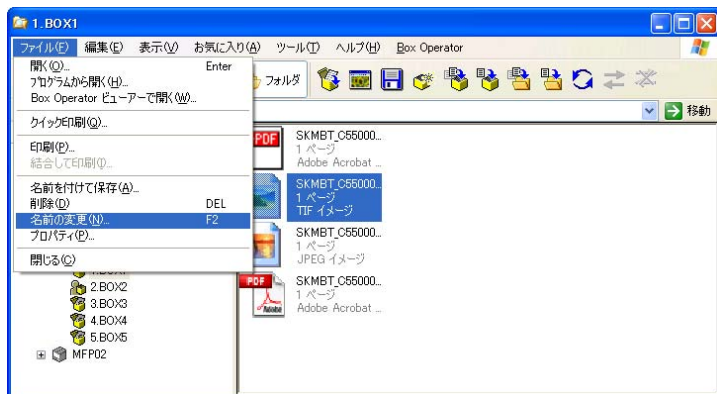 1.BOX1
ファイル(F) 編集(E) 表示(V) お気に入り(A) ツール(T) ヘルプ(H) Box Operator
開く(O)... Enter
プログラムから開く(H)...
Box Operator ビューアーで開く(W)...
クイック印刷(Q)...
印刷(P)...
結合して印刷(I)...
名前を付けて保存(A)...
削除(D) DEL
名前の変更(N)... F2
プロパティ(P)...
閉じる(C)
フォルダ
移動
PDF
SKMBT_C55000...
1 ページ
Adobe Acrobat ...
SKMBT_C55000...
1 ページ
TIF イメージ
SKMBT_C55000...
1 ページ
JPEG イメージ
PDF
Adobe
SKMBT_C55000...
1 ページ
Adobe Acrobat ...
2.BOX2
3.BOX3
4.BOX4
5.BOX5
MFP02